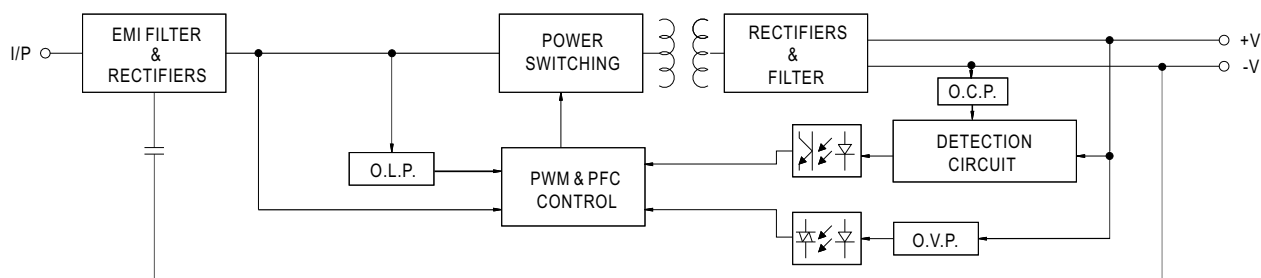 I/P
EMI FILTER
&
RECTIFIERS
POWER
SWITCHING
RECTIFIERS
&
FILTER
+V
-V
O.C.P.
DETECTION
CIRCUIT
O.L.P.
PWM & PFC
CONTROL
O.V.P.